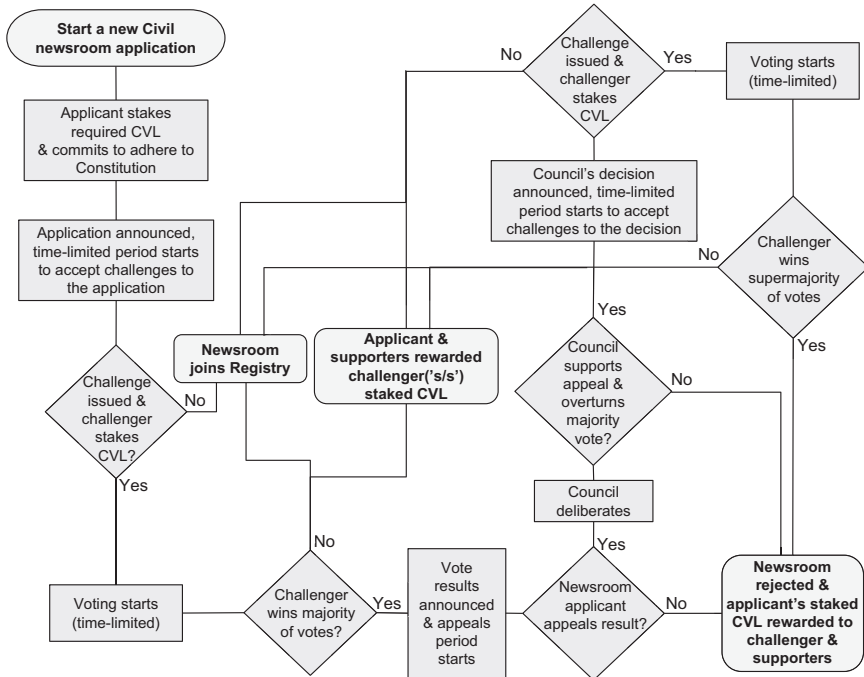 Start a new Civil
newsroom application
Applicant stakes
required CVL
& commits to adhere to
Constitution
Application announced,
time-limited period starts
to accept challenges to
the application
Challenge
issued &
challenger
stakes
CVL?
No
Yes
Voting starts
(time-limited)
Newsroom
joins Registry
Applicant &
supporters rewarded
challenger('s/s')
staked CVL
No
Challenger
wins majority
of votes?
Yes
Vote
results
announced
& appeals
period
starts
Newsroom
applicant
appeals result?
No
Yes
Council
deliberates
Council
supports
appeal &
overturns
majority
vote?
No
Yes
Council's decision
announced, time-limited
period starts to accept
challenges to the decision
Challenge
issued &
challenger
stakes
CVL
No
Yes
Voting starts
(time-limited)
Challenger
wins
supermajority
of votes
No
Yes
Newsroom
rejected &
applicant's staked
CVL rewarded to
challenger &
supporters